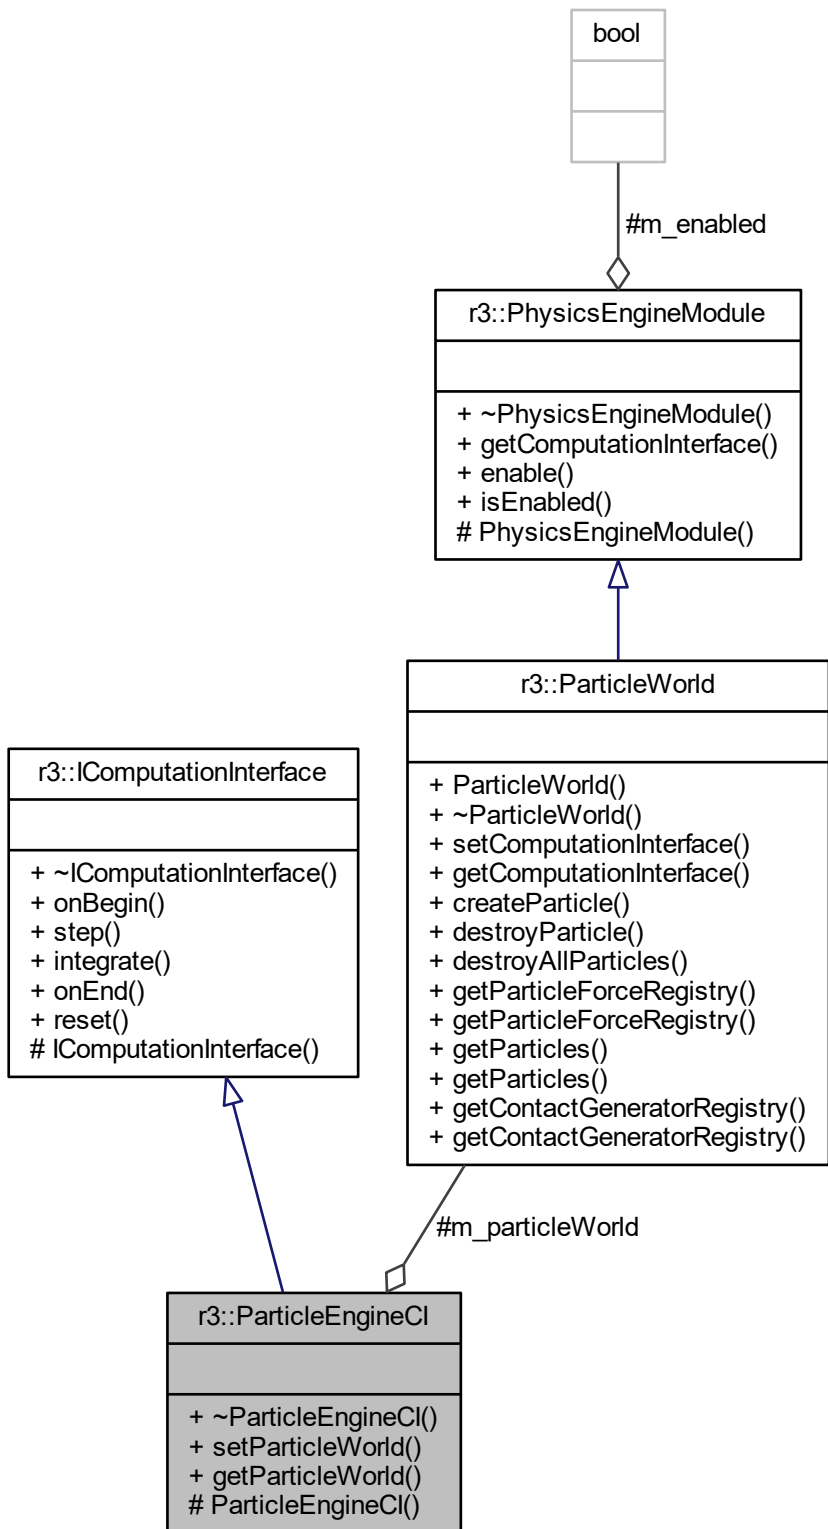 bool
#m_enabled
r3::PhysicsEngineModule
+ ~PhysicsEngineModule()
+ getComputationInterface()
+ enable()
+ isEnabled()
# PhysicsEngineModule()
r3::ParticleWorld
+ ParticleWorld()
+ ~ParticleWorld()
+ setComputationInterface()
+ getComputationInterface()
+ createParticle()
+ destroyParticle()
+ destroyAllParticles()
+ getParticleForceRegistry()
+ getParticleForceRegistry()
+ getParticles()
+ getParticles()
+ getContactGeneratorRegistry()
+ getContactGeneratorRegistry()
r3::IComputationInterface
+ ~IComputationInterface()
+ onBegin()
+ step()
+ integrate()
+ onEnd()
+ reset()
# IComputationInterface()
#m_particleWorld
r3::ParticleEngineCI
+ ~ParticleEngineCI()
+ setParticleWorld()
+ getParticleWorld()
# ParticleEngineCI()